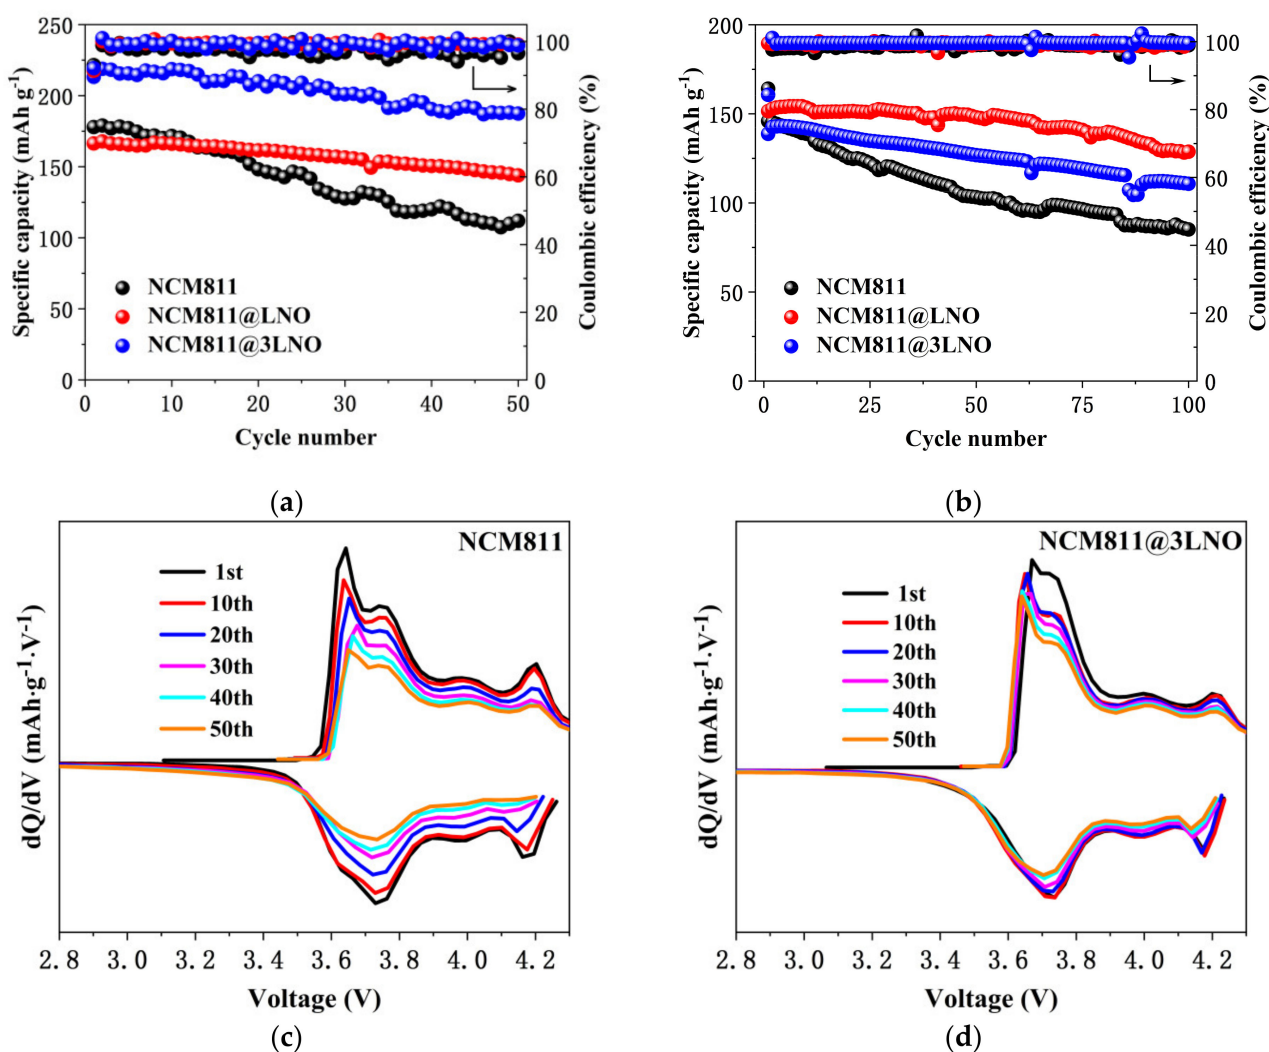 250
200
150
100
50
0
Specific capacity (mAh g⁻¹)
100
80
60
40
20
0
Coulombic efficiency (%)
NCM811
NCM811@LNO
NCM811@3LNO
0 10 20 30 40 50
Cycle number
(a)
200
150
100
50
0
Specific capacity (mAh g⁻¹)
100
80
60
40
20
0
Coulombic efficiency (%)
NCM811
NCM811@LNO
NCM811@3LNO
0 25 50 75 100
Cycle number
(b)
NCM811
1st
10th
20th
30th
40th
50th
dQ/dV (mAh·g⁻¹·V⁻¹)
2.8 3.0 3.2 3.4 3.6 3.8 4.0 4.2
Voltage (V)
(c)
NCM811@3LNO
1st
10th
20th
30th
40th
50th
dQ/dV (mAh·g⁻¹·V⁻¹)
2.8 3.0 3.2 3.4 3.6 3.8 4.0 4.2
Voltage (V)
(d)